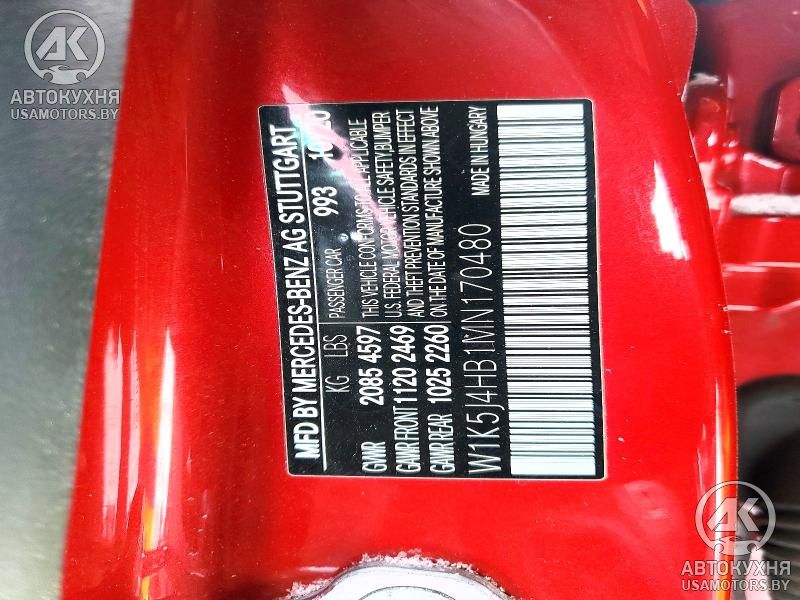 АК
АВТОКУХНЯ
USAMOTORS.BY
MFD BY MERCEDES-BENZ AG STUTTGART
KG LBS PASSENGER CAR 993
GVWR 2085 4597 THIS VEHICLE CONFORMS TO ALL APPLICABLE
U.S. FEDERAL MOTOR VEHICLE SAFETY BUMPER
GAWR FRONT 1120 2469 AND THEFT PREVENTION STANDARDS IN EFFECT
GAWR REAR 1025 2260 ON THE DATE OF MANUFACTURE SHOWN ABOVE
W1K5J4HB1MN170480 MADE IN HUNGARY
АК
АВТОКУХНЯ
USAMOTORS.BY